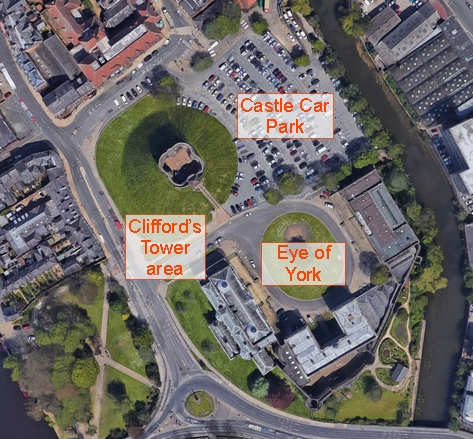 Castle Car
Park
Clifford's
Tower
area
Eye of
York